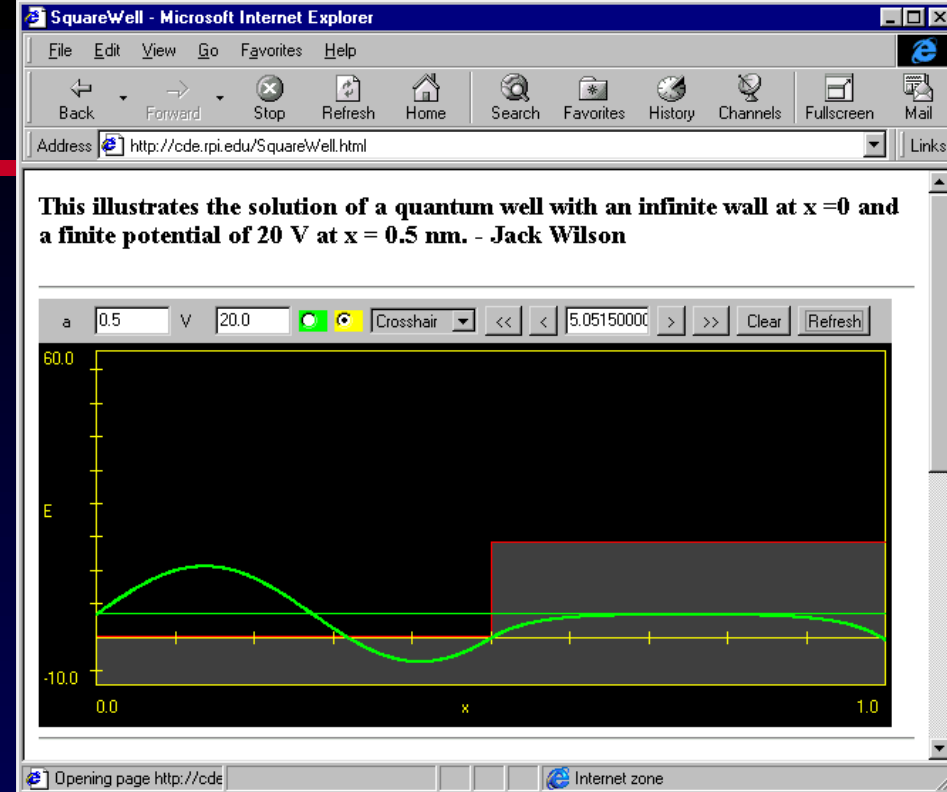 SquareWell - Microsoft Internet Explorer
File Edit View Go Favorites Help
Back Forward Stop Refresh Home Search Favorites History Channels Fullscreen Mail
Address http://cde.rpi.edu/SquareWell.html Links
This illustrates the solution of a quantum well with an infinite wall at x =0 and
a finite potential of 20 V at x = 0.5 nm. - Jack Wilson
a 0.5 V 20.0 Crosshair << < 5.05150000 > >> Clear Refresh
60.0
E
-10.0
0.0 x 1.0
Opening page http://cde Internet zone